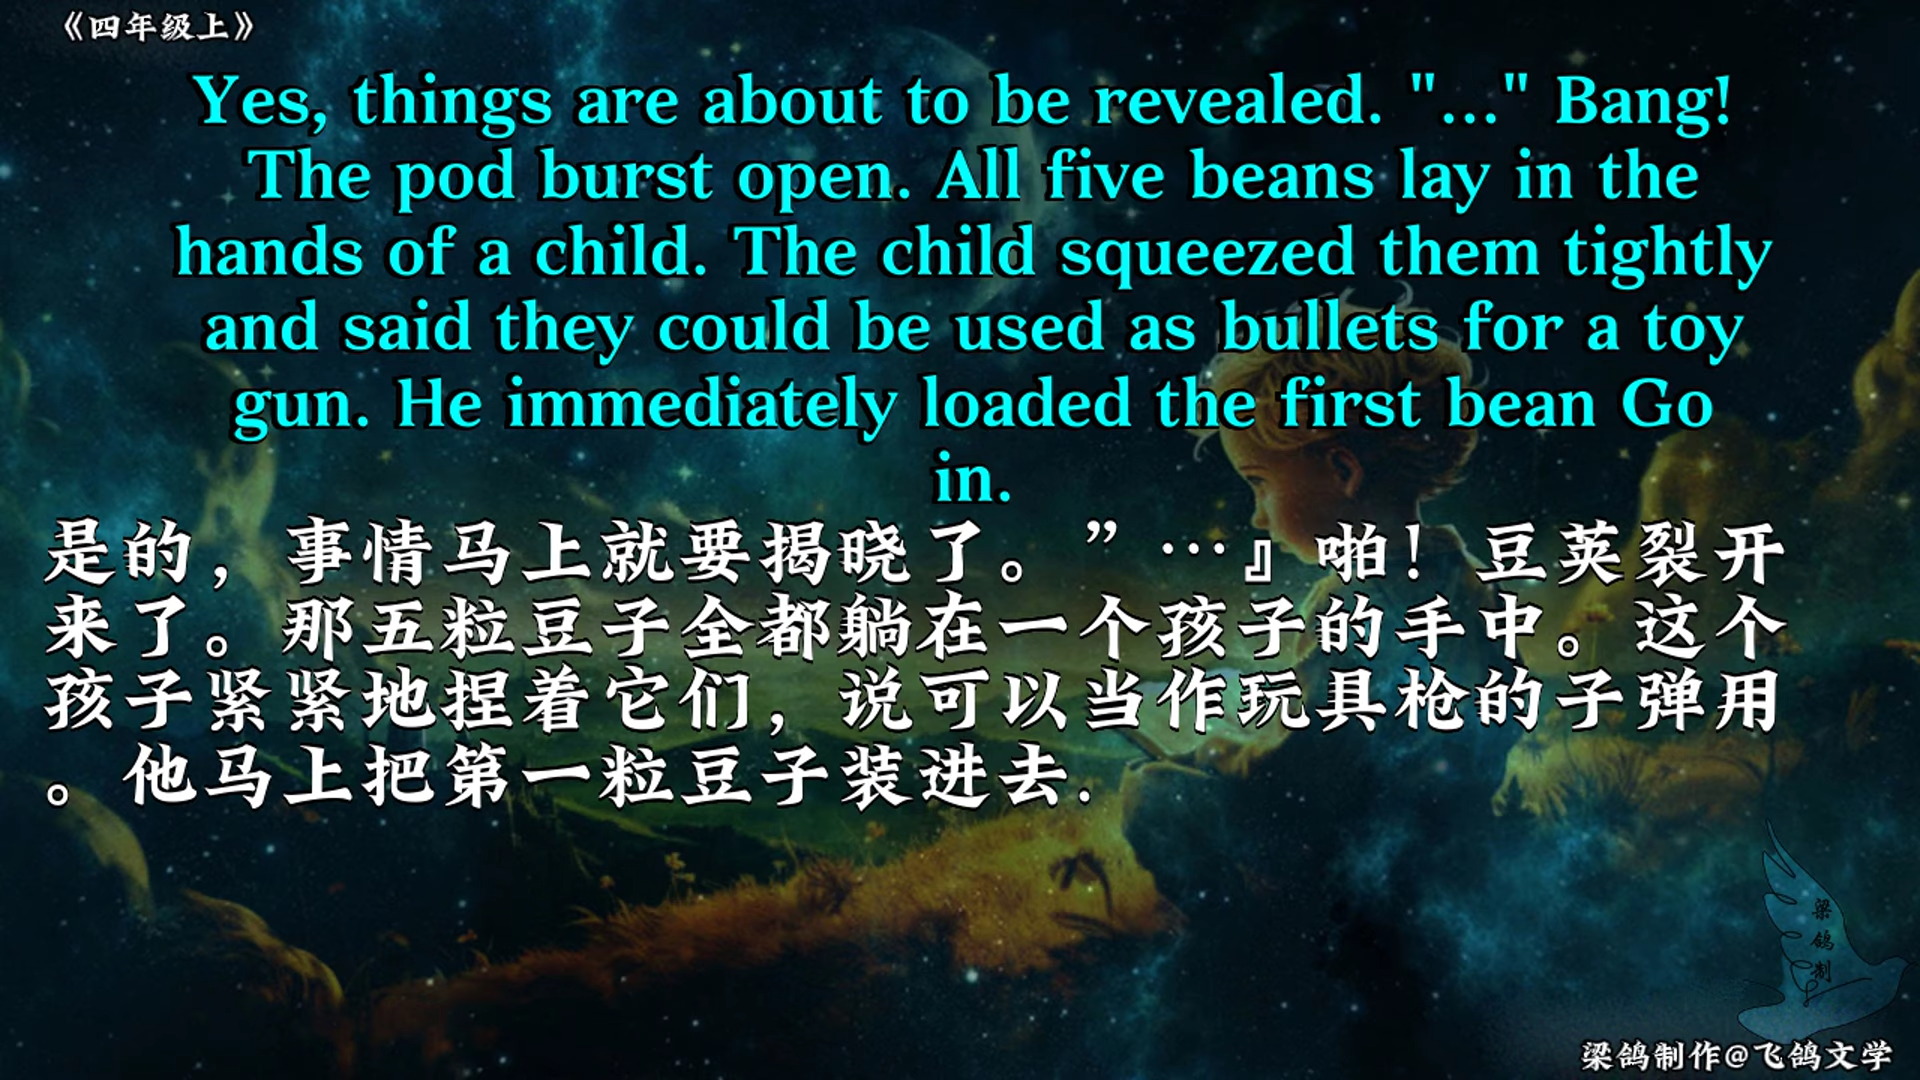 《四年级上》
Yes, things are about to be revealed. "..." Bang!
The pod burst open. All five beans lay in the
hands of a child. The child squeezed them tightly
and said they could be used as bullets for a toy
gun. He immediately loaded the first bean Go
in.
是的，事情马上就要揭晓了。”…』啪！豆荚裂开
来了。那五粒豆子全都躺在一个孩子的手中。这个
孩子紧紧地捏着它们，说可以当作玩具枪的子弹用
。他马上把第一粒豆子装进去.
梁
鸽
制
梁鸽制作@飞鸽文学